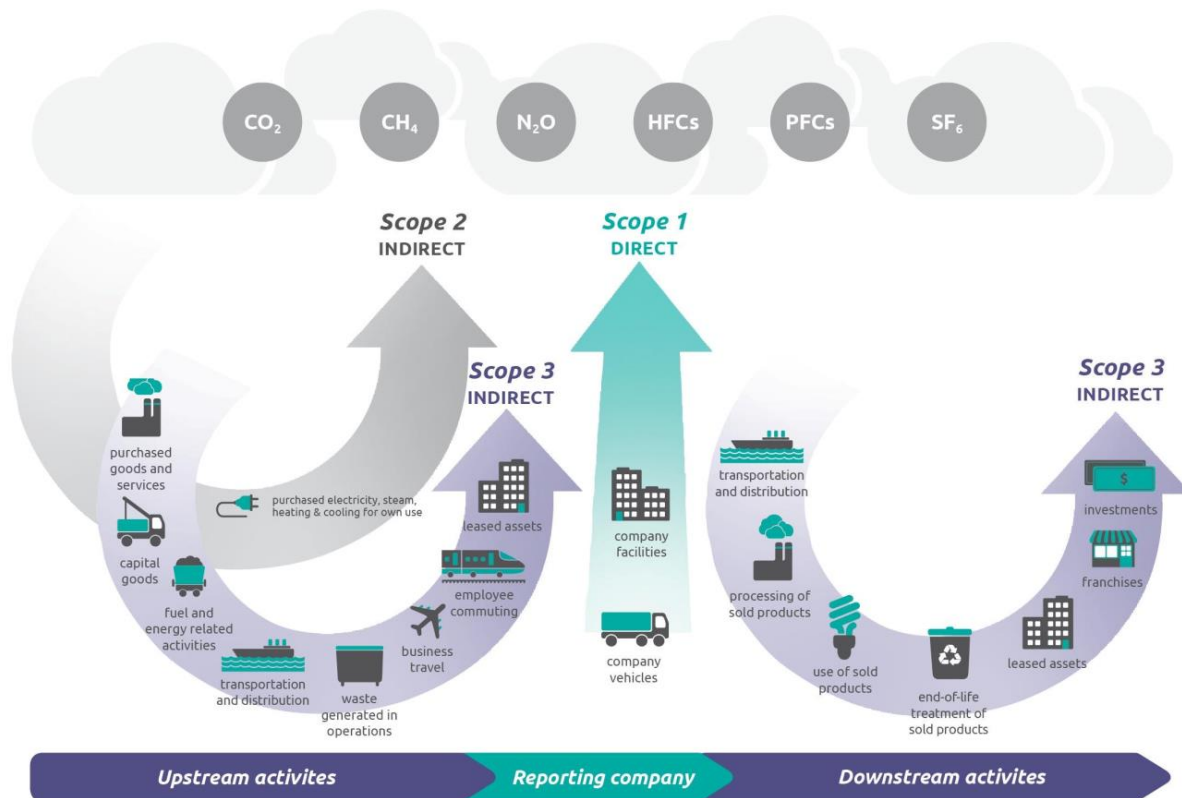 CO₂
CH₄
N₂O
HFCs
PFCs
SF₆
Scope 2
INDIRECT
Scope 1
DIRECT
Scope 3
INDIRECT
Scope 3
INDIRECT
purchased
goods and
services
capital
goods
fuel and
energy related
activities
transportation
and distribution
waste
generated in
operations
business
travel
employee
commuting
leased assets
purchased electricity, steam,
heating & cooling for own use
company
facilities
company
vehicles
transportation
and distribution
processing of
sold products
use of sold
products
end-of-life
treatment of
sold products
leased assets
franchises
$
investments
Upstream activites
Reporting company
Downstream activites